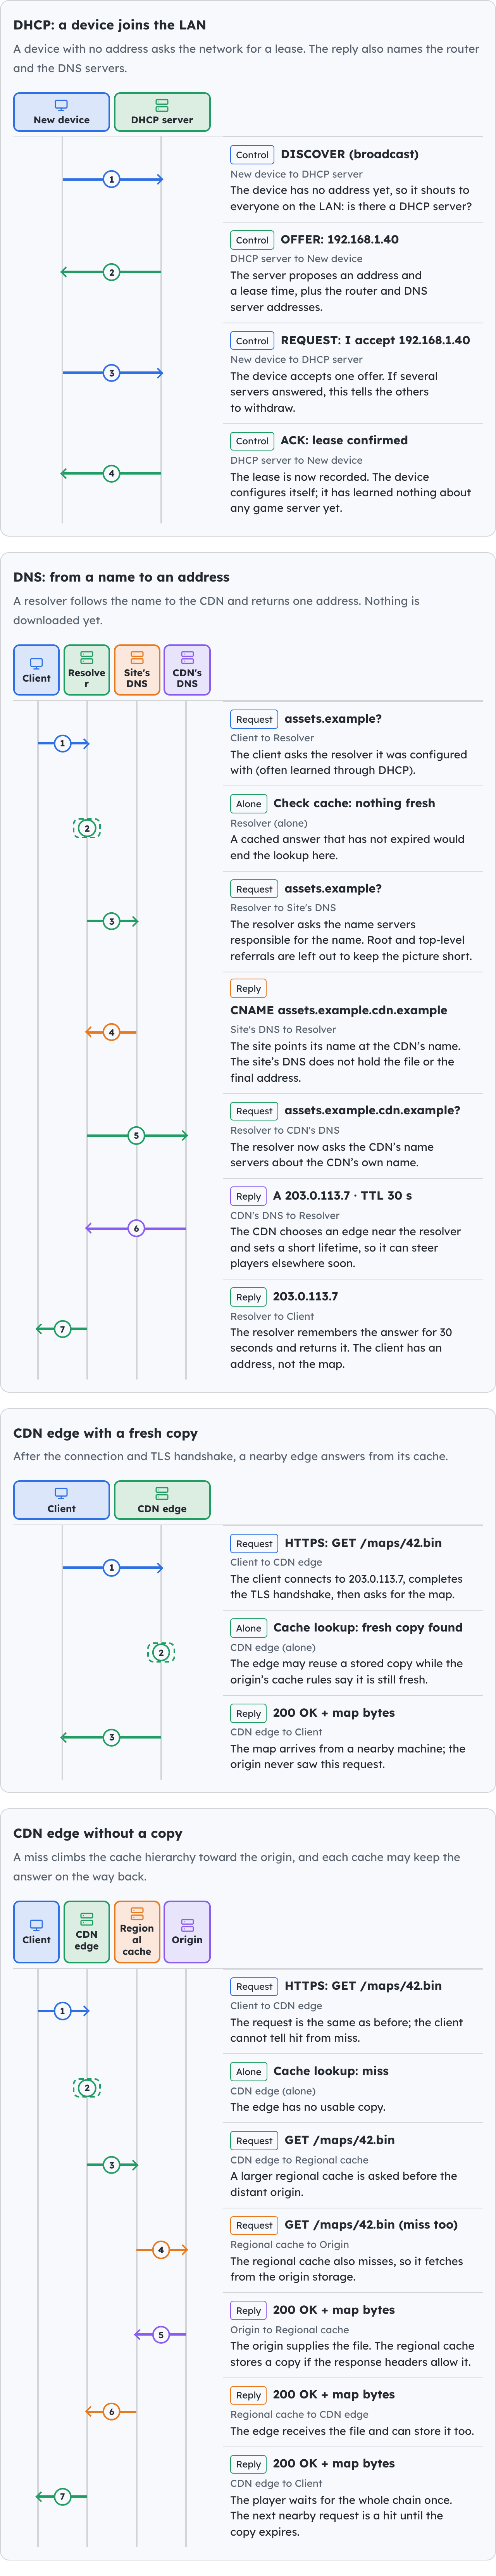 DHCP: a device joins the LAN
A device with no address asks the network for a lease. The reply also names the router
and the DNS servers.
New device
DHCP server
Control DISCOVER (broadcast)
New device to DHCP server
1
The device has no address yet, so it shouts to
everyone on the LAN: is there a DHCP server?
Control OFFER: 192.168.1.40
DHCP server to New device
2
The server proposes an address and
a lease time, plus the router and DNS
server addresses.
Control REQUEST: I accept 192.168.1.40
New device to DHCP server
3
The device accepts one offer. If several
servers answered, this tells the others
to withdraw.
Control ACK: lease confirmed
DHCP server to New device
4
The lease is now recorded. The device
configures itself; it has learned nothing about
any game server yet.
DNS: from a name to an address
A resolver follows the name to the CDN and returns one address. Nothing is
downloaded yet.
Client
Resolve
r
Site's
DNS
CDN's
DNS
Request assets.example?
Client to Resolver
1
The client asks the resolver it was configured
with (often learned through DHCP).
Alone Check cache: nothing fresh
Resolver (alone)
2
A cached answer that has not expired would
end the lookup here.
Request assets.example?
Resolver to Site's DNS
3
The resolver asks the name servers
responsible for the name. Root and top-level
referrals are left out to keep the picture short.
Reply
CNAME assets.example.cdn.example
Site's DNS to Resolver
4
The site points its name at the CDN’s name.
The site’s DNS does not hold the file or the
final address.
Request assets.example.cdn.example?
Resolver to CDN's DNS
5
The resolver now asks the CDN’s name
servers about the CDN’s own name.
Reply A 203.0.113.7 · TTL 30 s
CDN's DNS to Resolver
6
The CDN chooses an edge near the resolver
and sets a short lifetime, so it can steer
players elsewhere soon.
Reply 203.0.113.7
Resolver to Client
7
The resolver remembers the answer for 30
seconds and returns it. The client has an
address, not the map.
CDN edge with a fresh copy
After the connection and TLS handshake, a nearby edge answers from its cache.
Client
CDN edge
Request HTTPS: GET /maps/42.bin
Client to CDN edge
1
The client connects to 203.0.113.7, completes
the TLS handshake, then asks for the map.
Alone Cache lookup: fresh copy found
CDN edge (alone)
2
The edge may reuse a stored copy while the
origin’s cache rules say it is still fresh.
Reply 200 OK + map bytes
CDN edge to Client
3
The map arrives from a nearby machine; the
origin never saw this request.
CDN edge without a copy
A miss climbs the cache hierarchy toward the origin, and each cache may keep the
answer on the way back.
Client
CDN
edge
Region
al
cache
Origin
Request HTTPS: GET /maps/42.bin
Client to CDN edge
1
The request is the same as before; the client
cannot tell hit from miss.
Alone Cache lookup: miss
CDN edge (alone)
2
The edge has no usable copy.
Request GET /maps/42.bin
CDN edge to Regional cache
3
A larger regional cache is asked before the
distant origin.
Request GET /maps/42.bin (miss too)
Regional cache to Origin
4
The regional cache also misses, so it fetches
from the origin storage.
Reply 200 OK + map bytes
Origin to Regional cache
5
The origin supplies the file. The regional cache
stores a copy if the response headers allow it.
Reply 200 OK + map bytes
Regional cache to CDN edge
6
The edge receives the file and can store it too.
Reply 200 OK + map bytes
CDN edge to Client
7
The player waits for the whole chain once.
The next nearby request is a hit until the
copy expires.